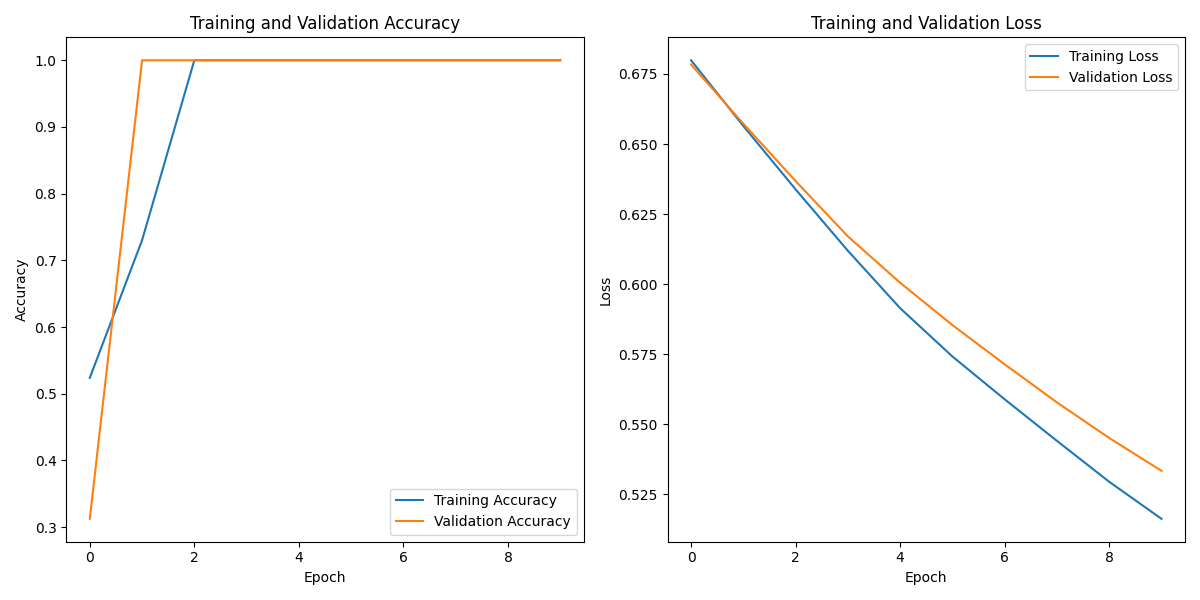 Training and Validation Accuracy
1.0
0.9
0.8
0.7
0.6
0.5
0.4
0.3
Accuracy
0 2 4 6 8
Epoch
Training Accuracy
Validation Accuracy
Training and Validation Loss
0.675
0.650
0.625
0.600
0.575
0.550
0.525
Loss
0 2 4 6 8
Epoch
Training Loss
Validation Loss